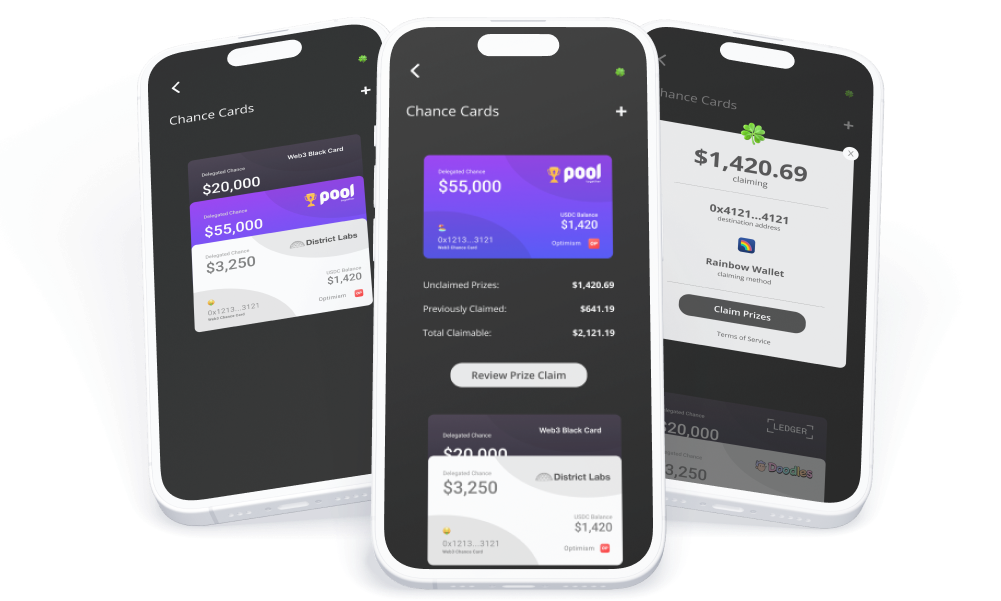 Chance Cards
+
Web3 Black Card
Delegated Chance
$20,000
Delegated Chance
pool
$55,000
District Labs
Delegated Chance
$3,250
USDC Balance
$1,420
0x1213...3121
Web3 Chance Card
Optimism OP
Chance Cards
+
Delegated Chance
pool
$55,000
USDC Balance
$1,420
0x1213...3121
Web3 Chance Card
Optimism OP
Unclaimed Prizes: $1,420.69
Previously Claimed: $641.19
Total Claimable: $2,121.19
Review Prize Claim
Delegated Chance
Web3 Black Card
$20,000
Delegated Chance
District Labs
$3,250
USDC Balance
$1,420
0x1213...3121
Web3 Chance Card
Optimism OP
hance Cards
+
$1,420.69
claiming
0x4121...4121
destination address
Rainbow Wallet
claiming method
Claim Prizes
Terms of Service
elegated Chance
$20,000
LEDGER
Chance
3,250
Doodles